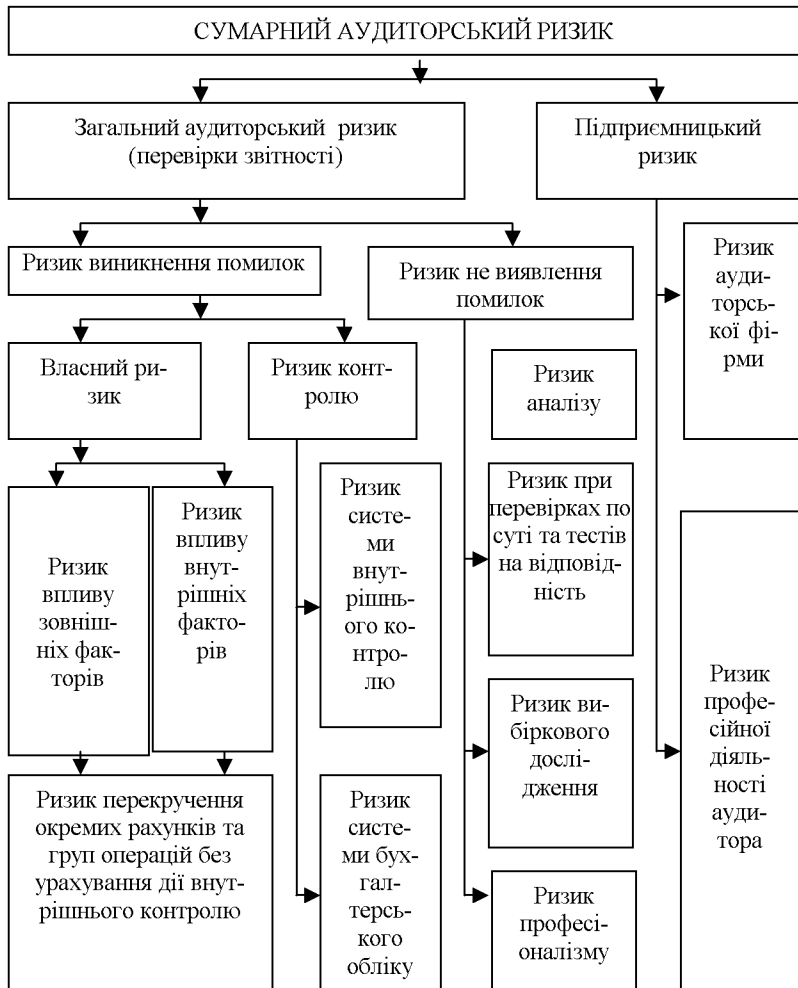 СУМАРНИЙ АУДИТОРСЬКИЙ РИЗИК
Загальний аудиторський ризик
(перевірки звітності)
Підприємницький
ризик
Ризик виникнення помилок
Ризик не виявлення
помилок
Ризик
ауди-
торсь-
кої фі-
рми
Власний ри-
зик
Ризик конт-
ролю
Ризик
аналізу
Ризик
впливу
зовніш-
ніх фак-
торів
Ризик
впливу
внут-
рішніх
факто-
рів
Ризик
систе-
ми
внут-
рішнь-
ого ко-
нтро-
лю
Ризик при
перевірках по
суті та тестів
на відповід-
ність
Ризик ви-
біркового
дослі-
дження
Ризик
профе-
сійної
діяль-
ності
ауди-
тора
Ризик перекручення
окремих рахунків та
груп операцій без
урахування дії внут-
рішнього контролю
Ризик
систе-
ми бух-
гал-
терсь-
кого
обліку
Ризик
професі-
оналізму